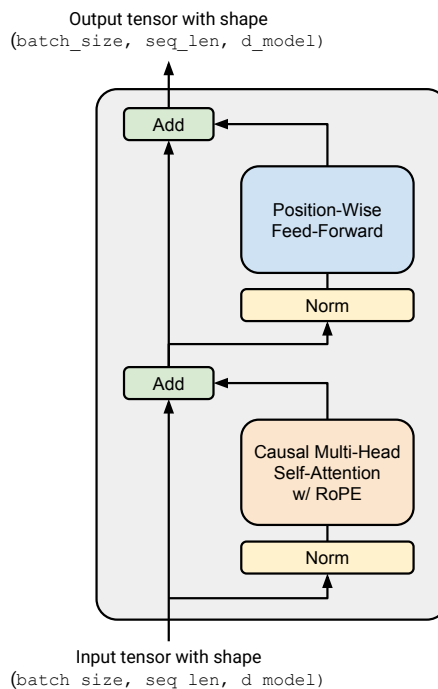 Output tensor with shape
(batch_size, seq_len, d_model)
Add
Position-Wise
Feed-Forward
Norm
Add
Causal Multi-Head
Self-Attention
w/ RoPE
Norm
Input tensor with shape
(batch_size, seq_len, d_model)